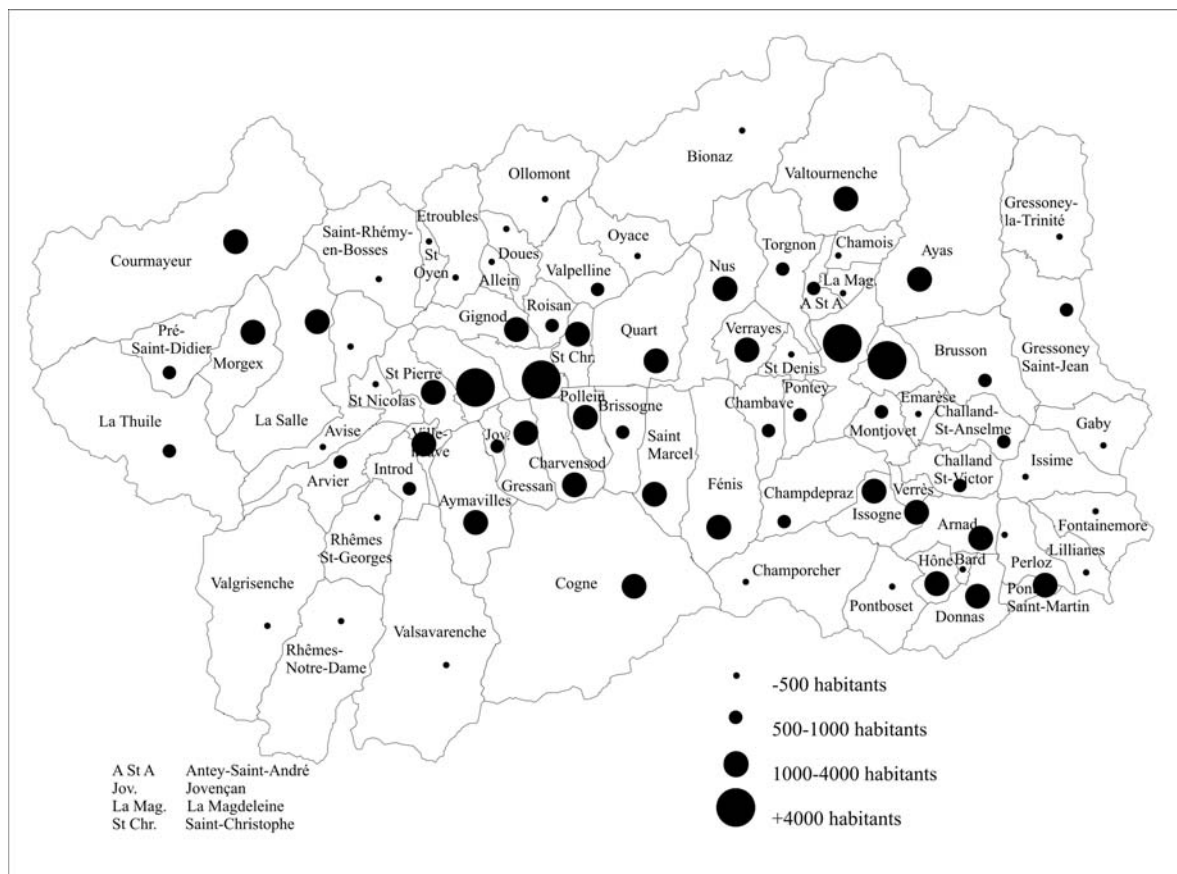 Bionaz
Ollomont
Valtournenche
Gressoney-
la-Trinité
Etroubles
Saint-Rhémy-
en-Bosses
St
Oyen
Doues
Allein
Oyace
Valpelline
Torgnon
Chamois
Ayas
Courmayeur
Nus
La Mag.
A St A
Roisan
Gignod
Quart
Verrayes
St Chr.
Pré-
Saint-Didier
Morgex
Brusson
Gressoney
Saint-Jean
St Denis
St Pierre
St Nicolas
Pollein
Brissogne
Pontey
Chambave
Emarèse
Montjovet
Challand-
St-Anselme
Gaby
La Thuile
La Salle
Avise
Ville-
neuve
Jov.
Saint
Marcel
Arvier
Introd
Charvensod
Gressan
Challand
St-Victor
Issime
Aymavilles
Fénis
Champdepraz
Verrès
Issogne
Arnad
Fontainemore
Rhêmes
St-Georges
Lillianes
Perloz
Hône
Bard
Valgrisenche
Cogne
Champorcher
Pontboset
Pont
Saint-Martin
Donnas
Valsavarenche
Rhêmes-
Notre-Dame
-500 habitants
500-1000 habitants
1000-4000 habitants
+4000 habitants
A St A Antey-Saint-André
Jov. Jovençan
La Mag. La Magdeleine
St Chr. Saint-Christophe